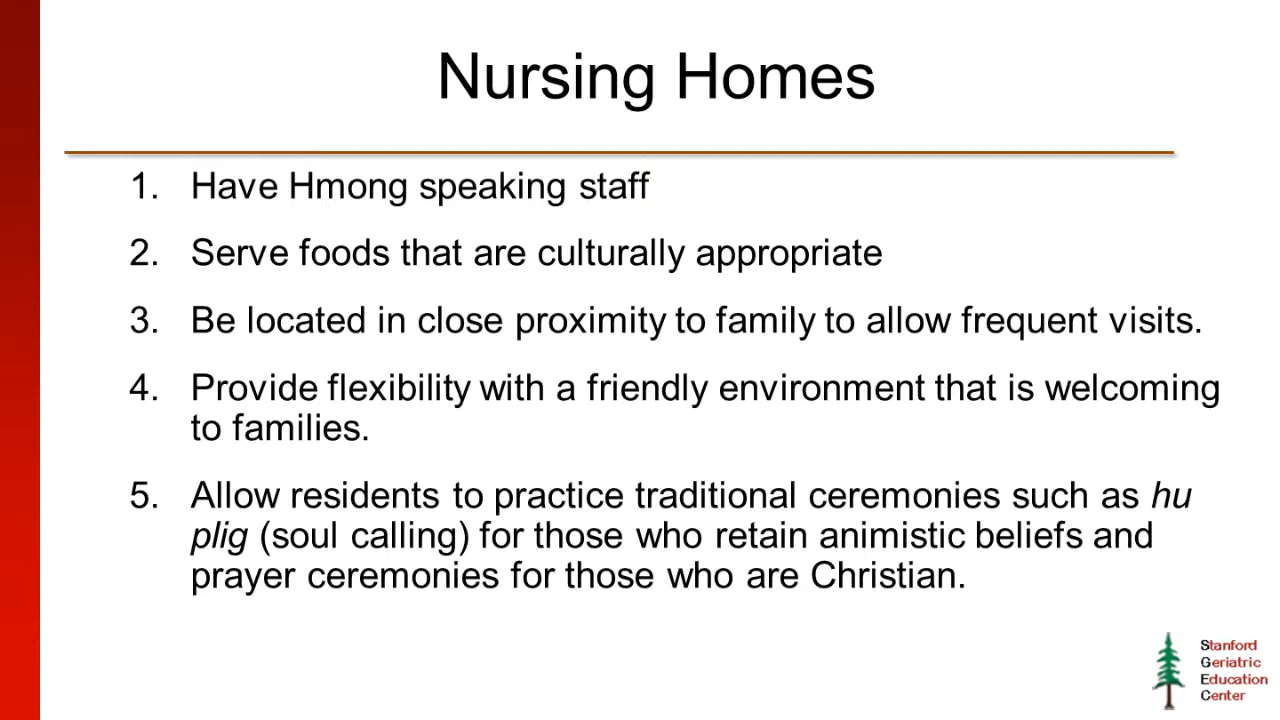 Nursing Homes
1. Have Hmong speaking staff
2. Serve foods that are culturally appropriate
3. Be located in close proximity to family to allow frequent visits.
4. Provide flexibility with a friendly environment that is welcoming
to families.
5. Allow residents to practice traditional ceremonies such as hu
plig (soul calling) for those who retain animistic beliefs and
prayer ceremonies for those who are Christian.
Stanford
Geriatric
Education
Center